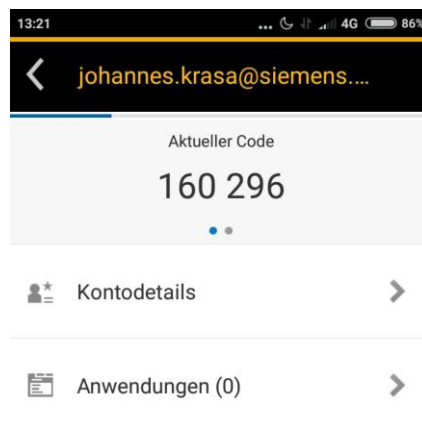 13:21 ... 4G 86%
johannes.krasa@siemens....
Aktueller Code
160 296
Kontodetails
Anwendungen (0)